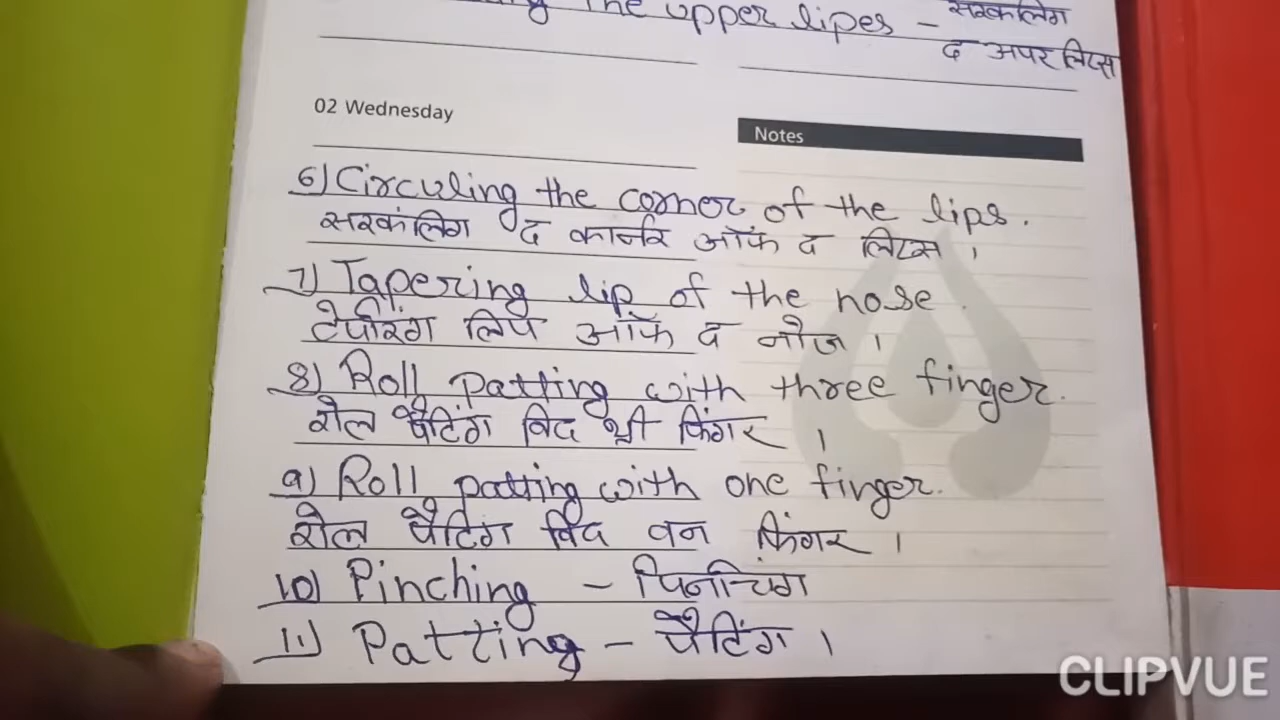 the upper lipes - सरकलिंग
द अपर लिप्स
02 Wednesday
Notes
6) Circuling the corner of the lips.
सरकंलिग द कार्नर ऑफ द लिप्स ।
7) Tapering lip of the nose.
टेपरिंग लिप ऑफ द नोज ।
8) Roll patting with three finger.
रोल पैटिंग विद थ्री फिंगर ।
9) Roll patting with one finger.
रोल पैटिंग विद वन फिंगर ।
10) Pinching - पिनचिंग
11) Patting - पैटिंग ।
CLIPVUE